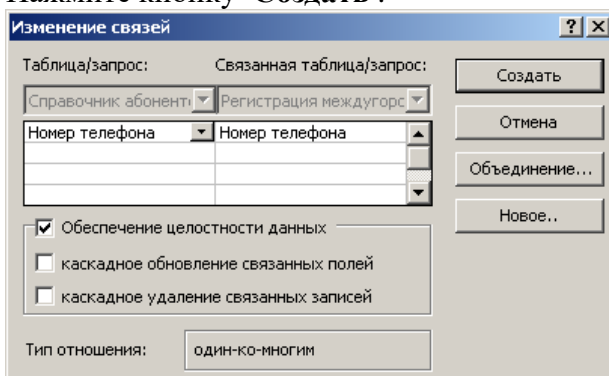 Нажмите кнопку "Создать".
Изменение связей
Таблица/запрос: Связанная таблица/запрос:
Создать
Справочник абоненто Регистрация междугорс
Номер телефона Номер телефона
Отмена
Объединение...
Новое..
Обеспечение целостности данных
каскадное обновление связанных полей
каскадное удаление связанных записей
Тип отношения: один-ко-многим